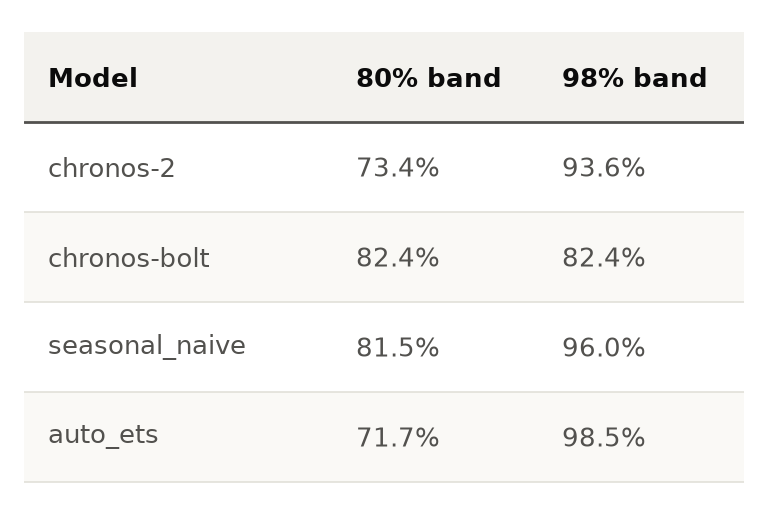 Model 80% band 98% band
chronos-2 73.4% 93.6%
chronos-bolt 82.4% 82.4%
seasonal_naive 81.5% 96.0%
auto_ets 71.7% 98.5%